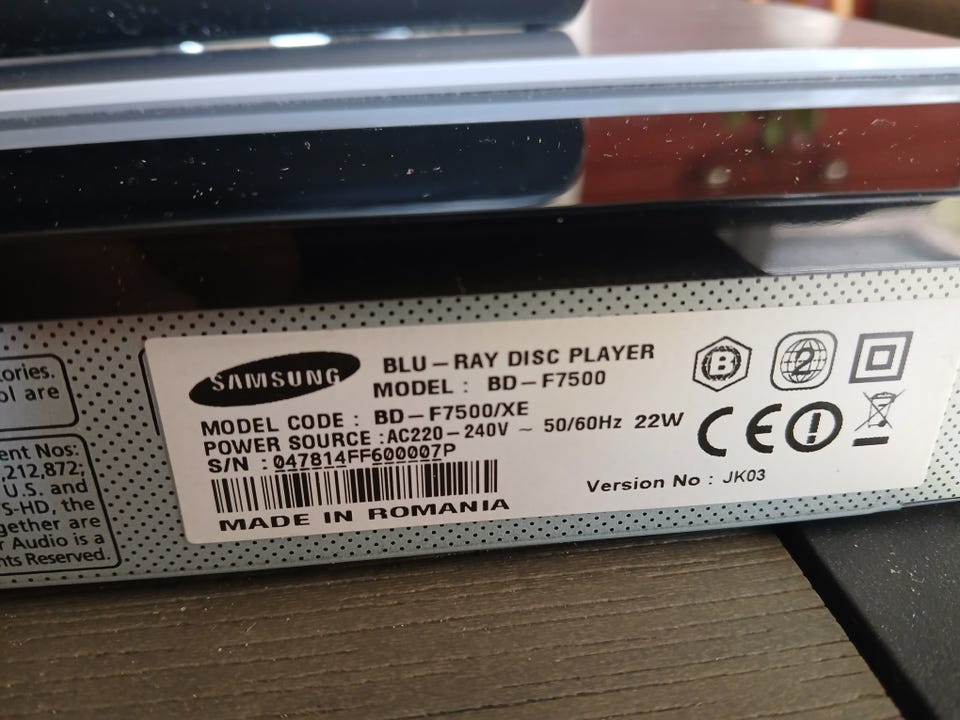 ories.
ol are
ent Nos:
,212,872;
U.S. and
S-HD, the
gether are
r Audio is a
nts Reserved.
SAMSUNG
BLU-RAY DISC PLAYER
MODEL : BD-F7500
MODEL CODE : BD-F7500/XE
POWER SOURCE :AC220-240V ~ 50/60Hz 22W
S/N : 047814FF600007P
MADE IN ROMANIA
B
2
CE
Version No : JK03